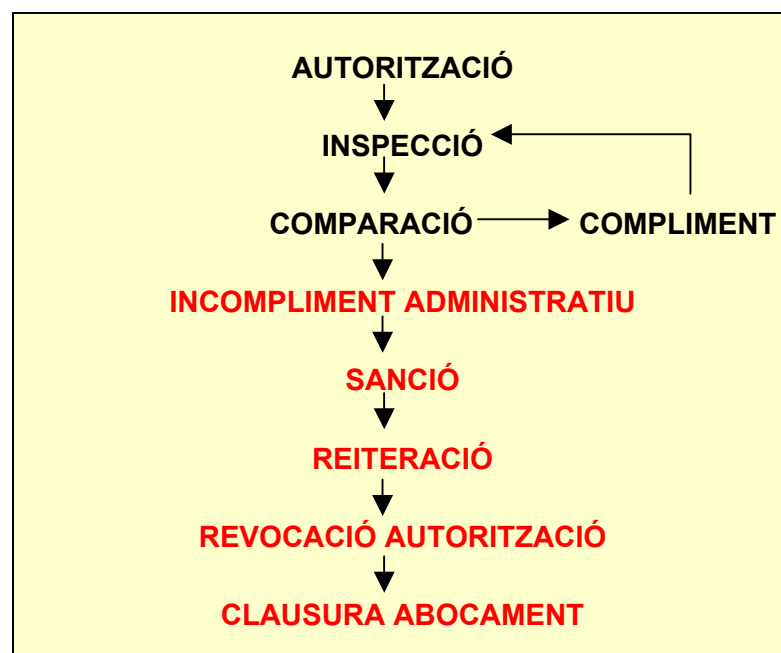 AUTORITZACIÓ
INSPECCIÓ
COMPARACIÓ
COMPLIMENT
INCOMPLIMENT ADMINISTRATIU
SANCIÓ
REITERACIÓ
REVOCACIÓ AUTORITZACIÓ
CLAUSURA ABOCAMENT